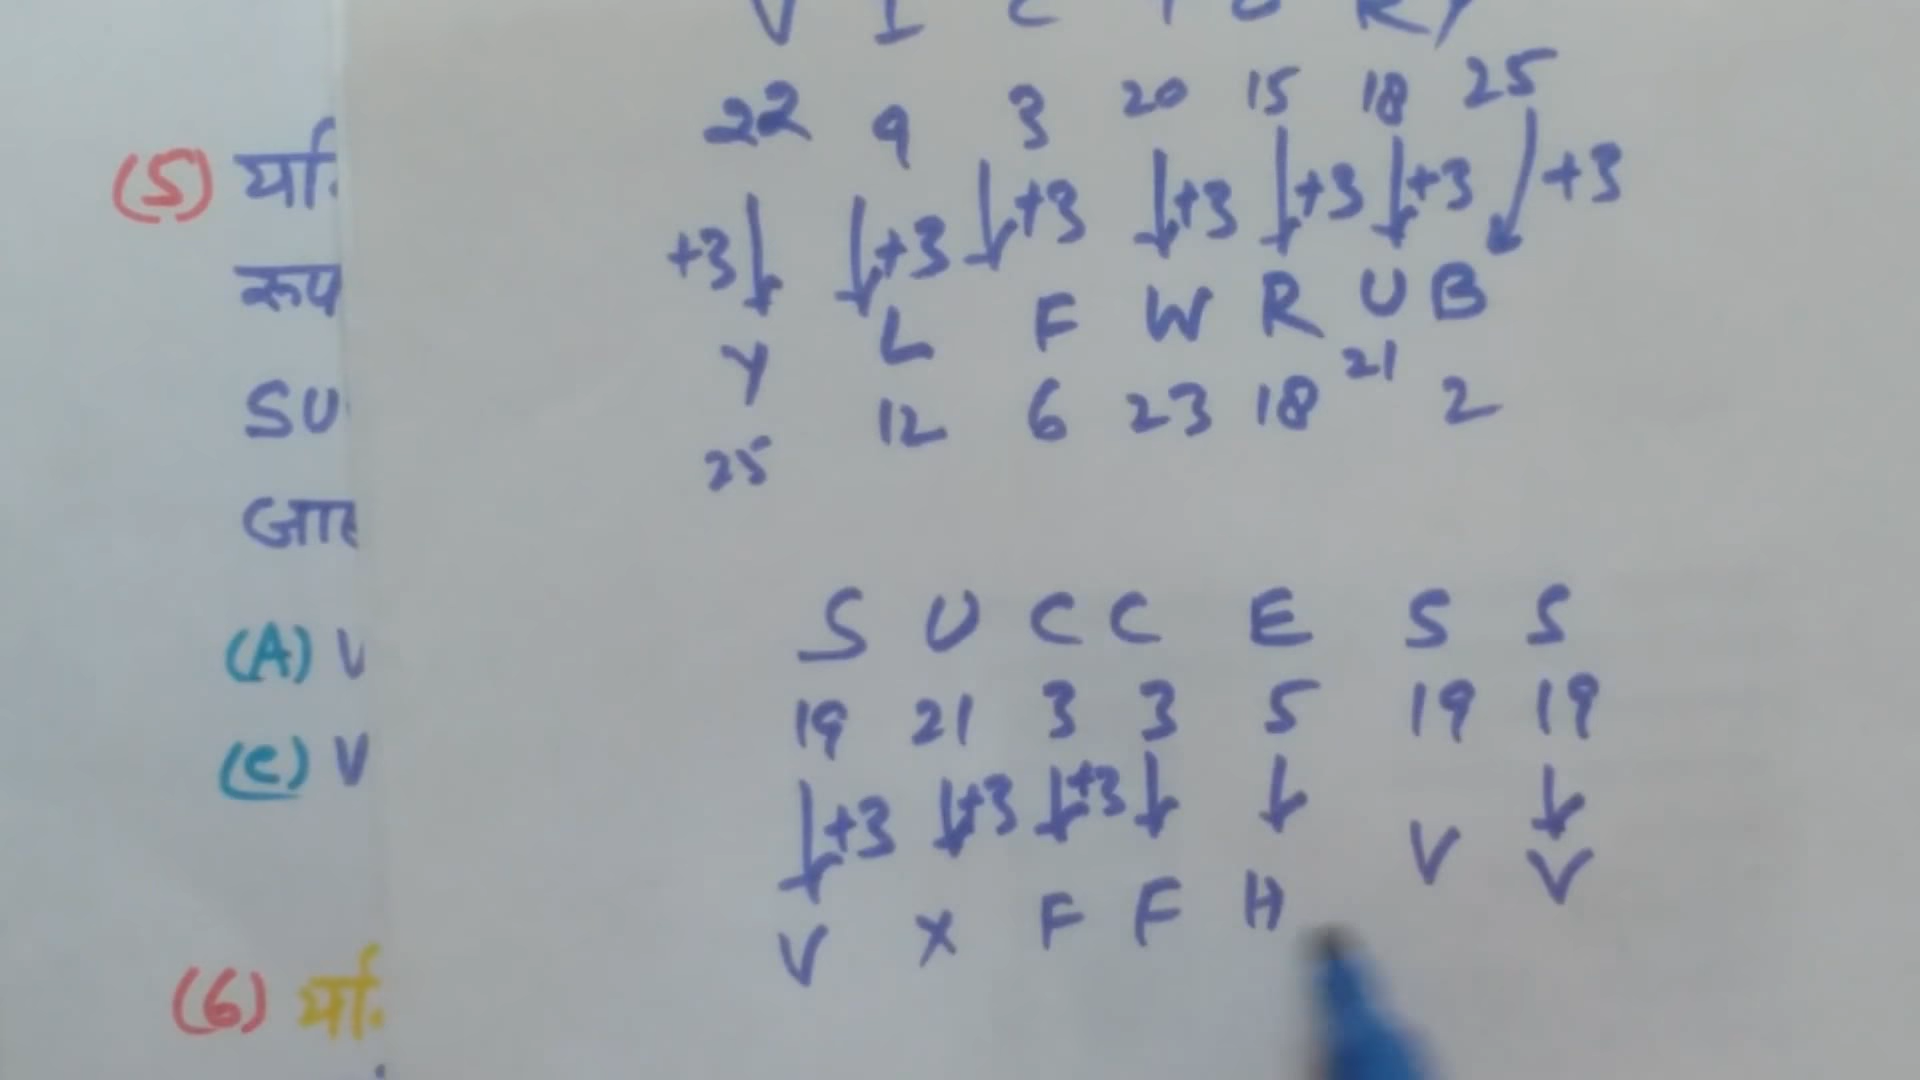 V I C T O R Y
22 9 3 20 15 18 25
+3 +3 +3 +3 +3 +3 +3
Y L F W R U B
25 12 6 23 18 21 2
(5)
रूप
SU
(A) V
(C) V
S U C C E S S
19 21 3 3 5 19 19
+3 +3 +3
V X F F H V V
(6)